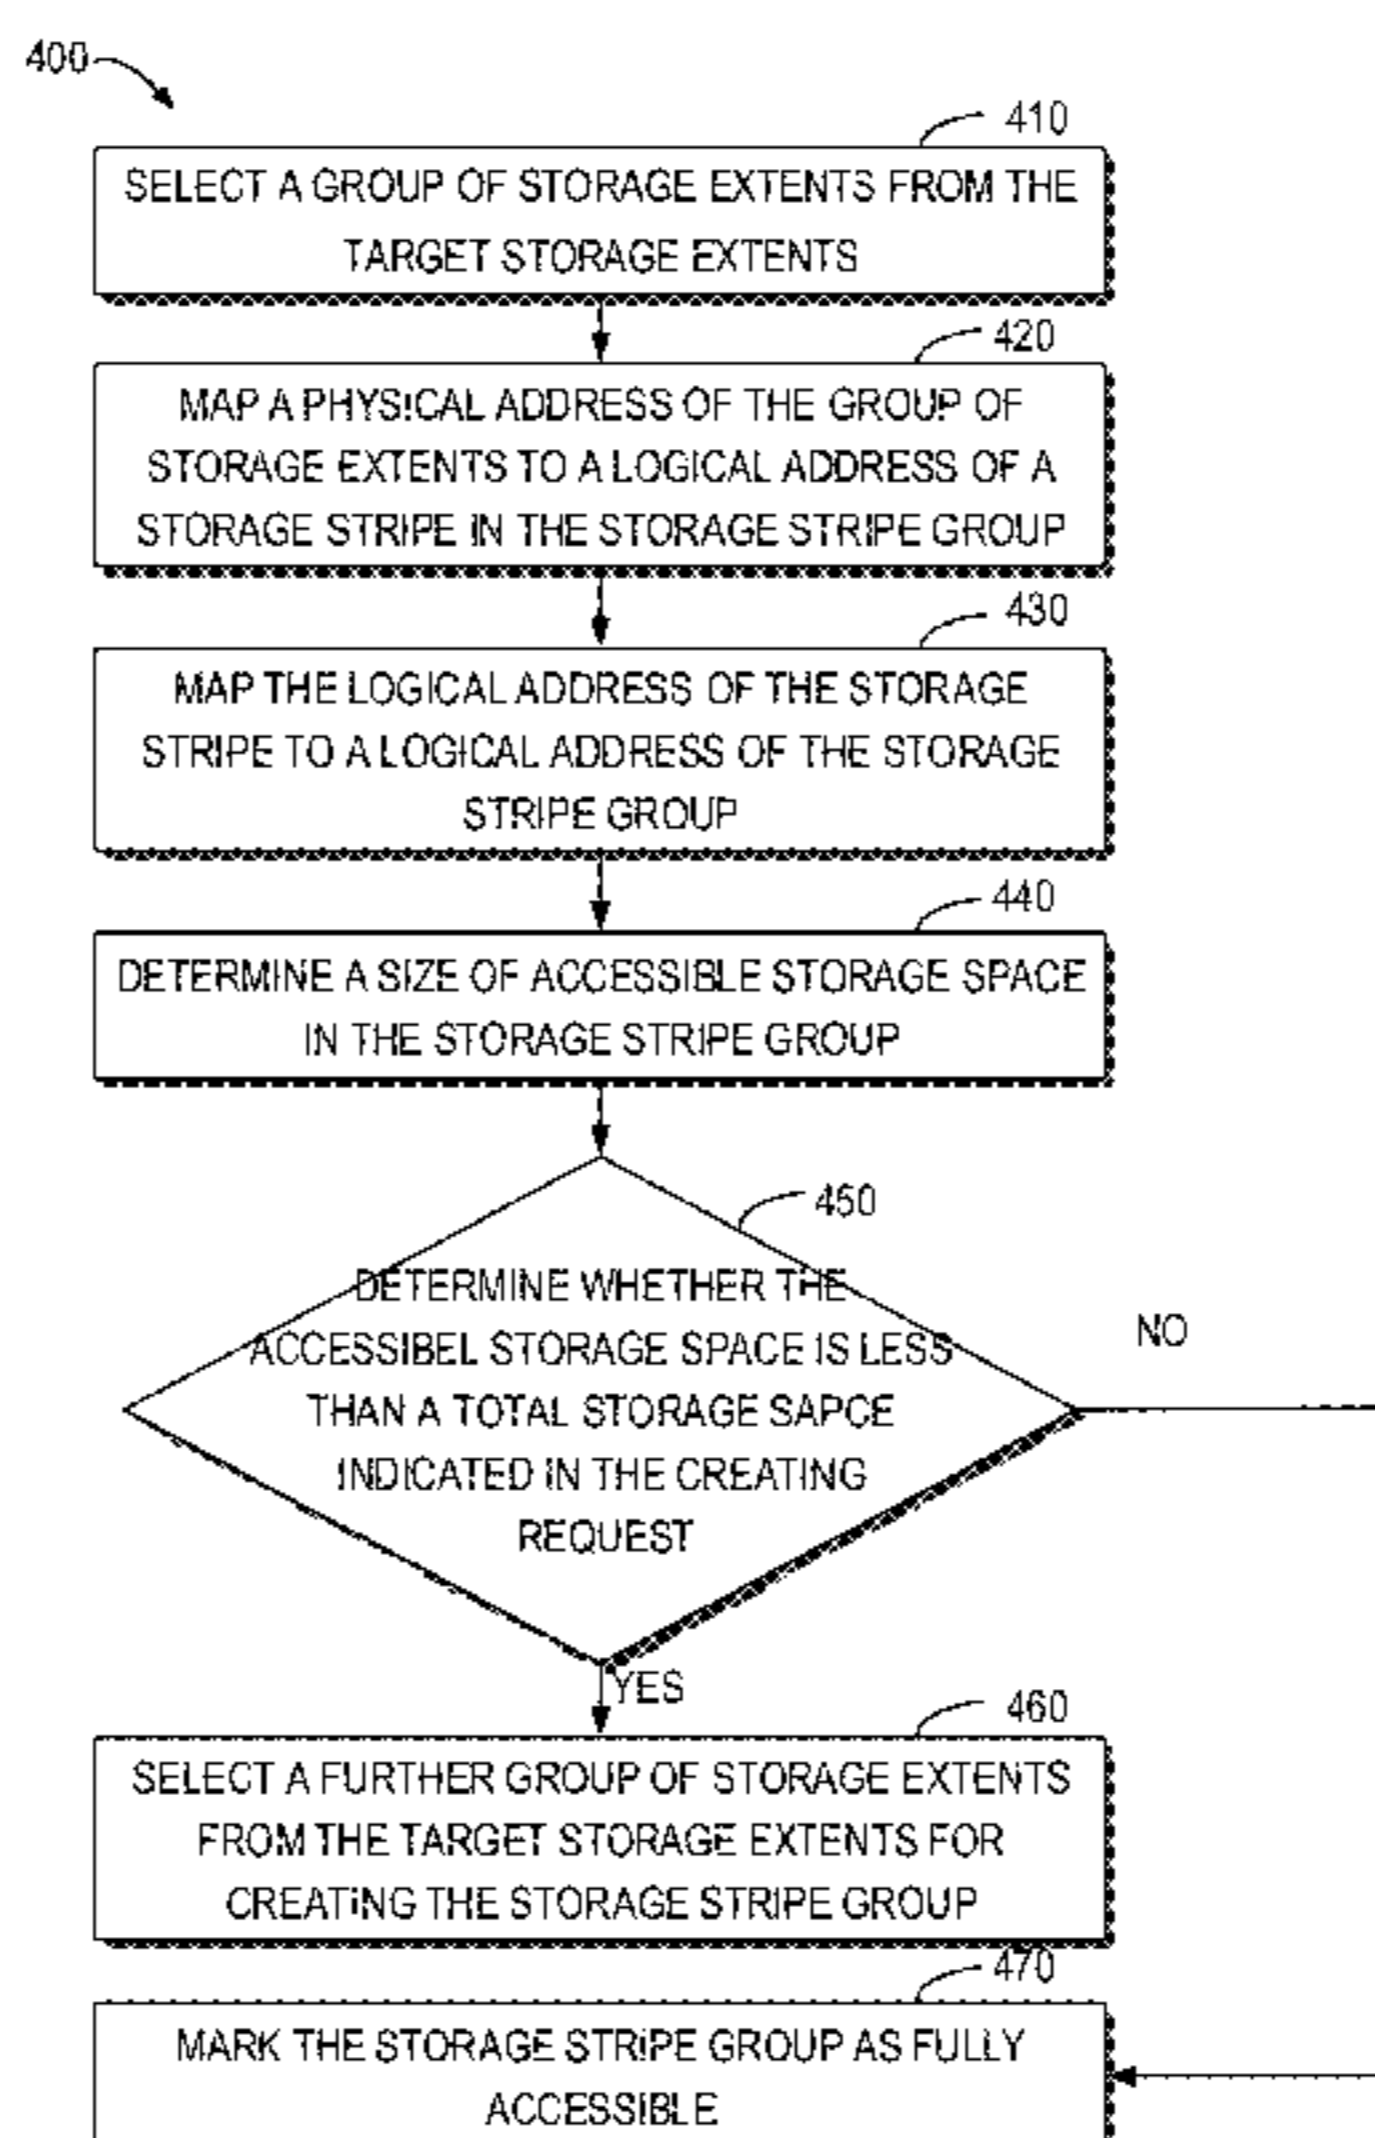 400
410
SELECT A GROUP OF STORAGE EXTENTS FROM THE
TARGET STORAGE EXTENTS
420
MAP A PHYSICAL ADDRESS OF THE GROUP OF
STORAGE EXTENTS TO A LOGICAL ADDRESS OF A
STORAGE STRIPE IN THE STORAGE STRIPE GROUP
430
MAP THE LOGICAL ADDRESS OF THE STORAGE
STRIPE TO A LOGICAL ADDRESS OF THE STORAGE
STRIPE GROUP
440
DETERMINE A SIZE OF ACCESSIBLE STORAGE SPACE
IN THE STORAGE STRIPE GROUP
450
DETERMINE WHETHER THE
ACCESSIBEL STORAGE SPACE IS LESS
THAN A TOTAL STORAGE SAPCE
INDICATED IN THE CREATING
REQUEST
NO
YES
460
SELECT A FURTHER GROUP OF STORAGE EXTENTS
FROM THE TARGET STORAGE EXTENTS FOR
CREATING THE STORAGE STRIPE GROUP
470
MARK THE STORAGE STRIPE GROUP AS FULLY
ACCESSIBLE